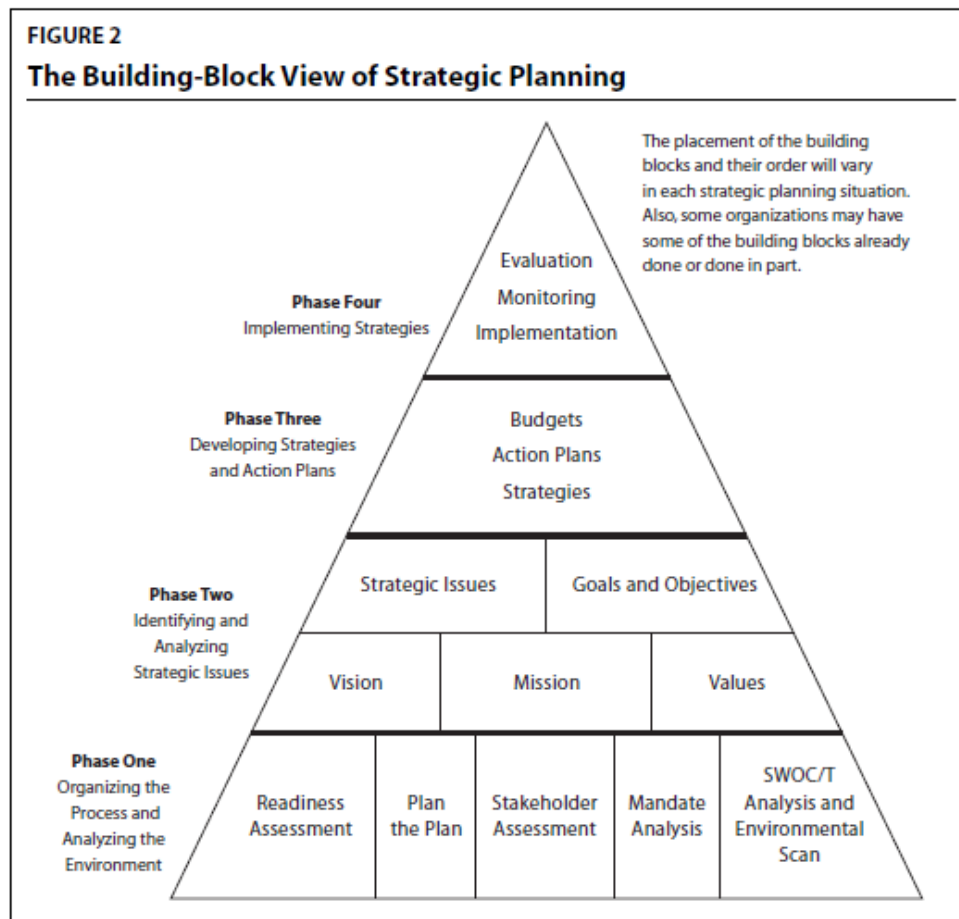 FIGURE 2
The Building-Block View of Strategic Planning
The placement of the building
blocks and their order will vary
in each strategic planning situation.
Also, some organizations may have
some of the building blocks already
done or done in part.
Evaluation
Monitoring
Implementation
Phase Four
Implementing Strategies
Budgets
Action Plans
Strategies
Phase Three
Developing Strategies
and Action Plans
Strategic Issues
Goals and Objectives
Phase Two
Identifying and
Analyzing
Strategic Issues
Vision
Mission
Values
Phase One
Organizing the
Process and
Analyzing the
Environment
Readiness
Assessment
Plan
the Plan
Stakeholder
Assessment
Mandate
Analysis
SWOC/T
Analysis and
Environmental
Scan